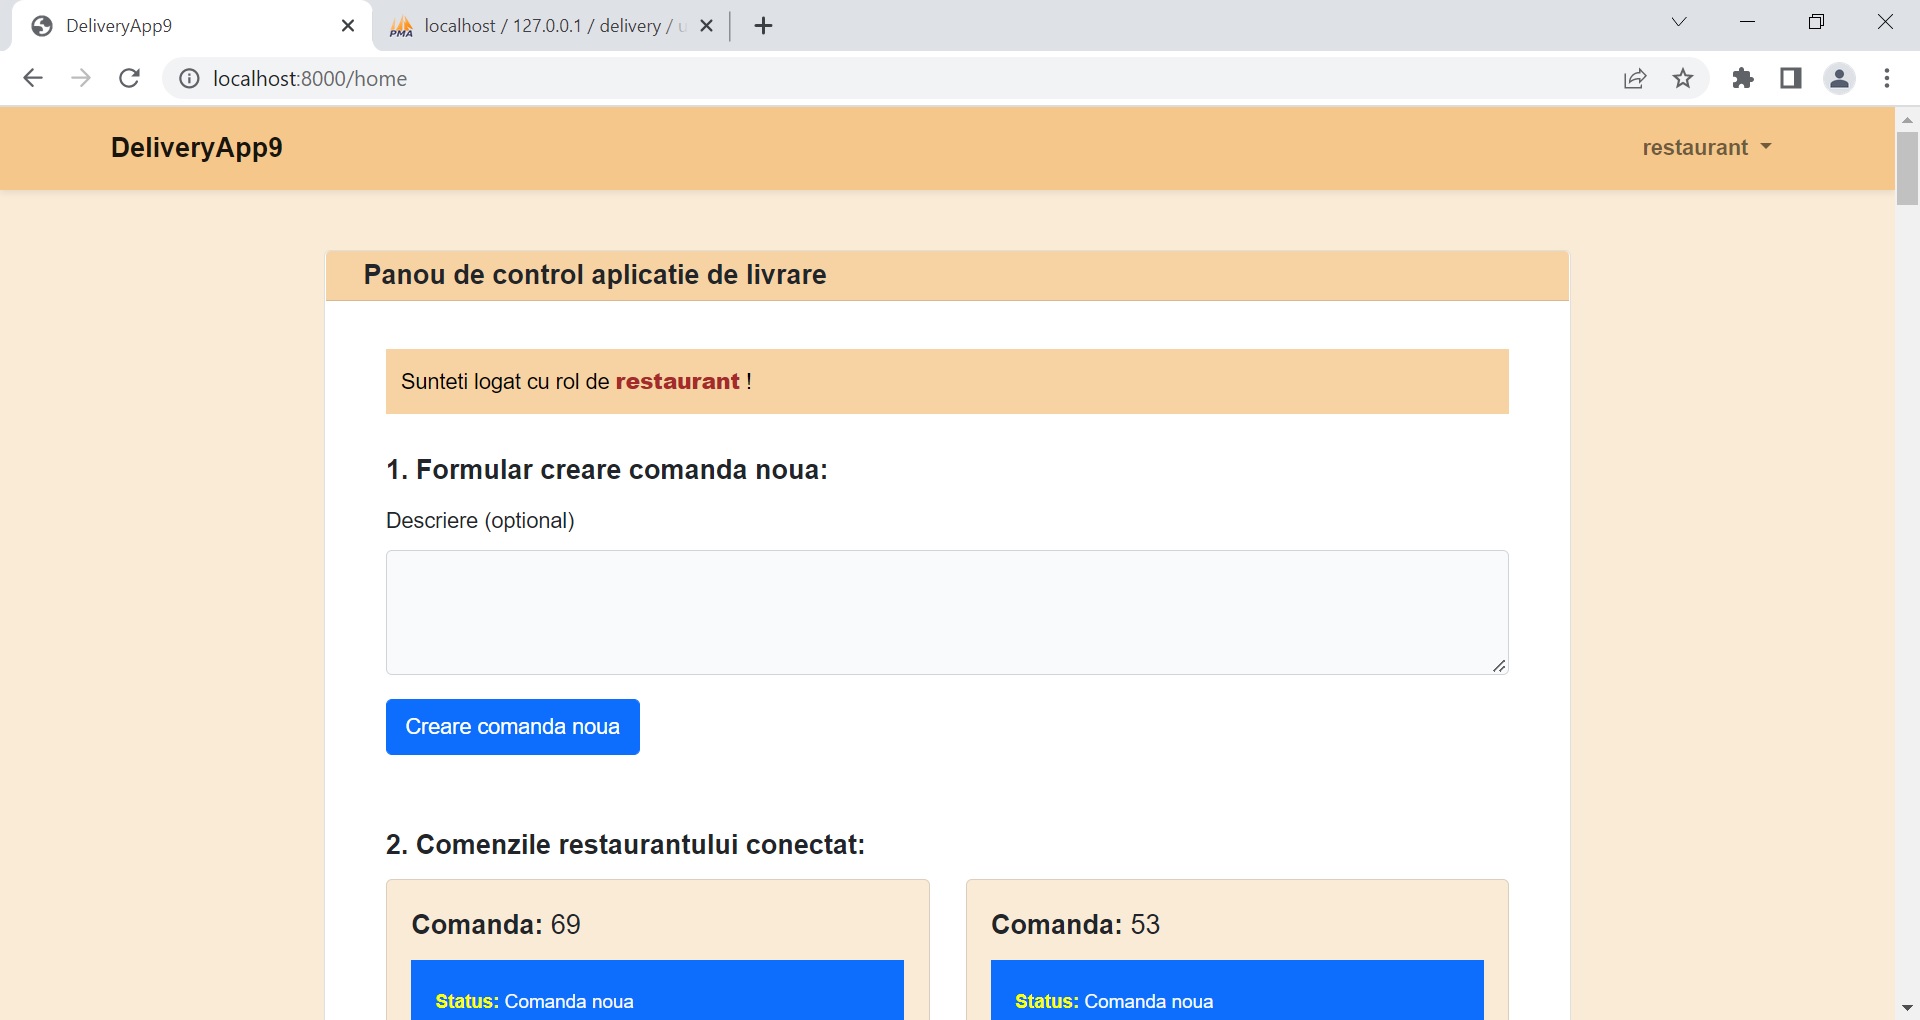 DeliveryApp9
PMA
localhost / 127.0.0.1 / delivery / u
localhost:8000/home
DeliveryApp9
restaurant
Panou de control aplicatie de livrare
Sunteti logat cu rol de restaurant !
1. Formular creare comanda noua:
Descriere (optional)
Creare comanda noua
2. Comenzile restaurantului conectat:
Comanda: 69
Status: Comanda noua
Comanda: 53
Status: Comanda noua